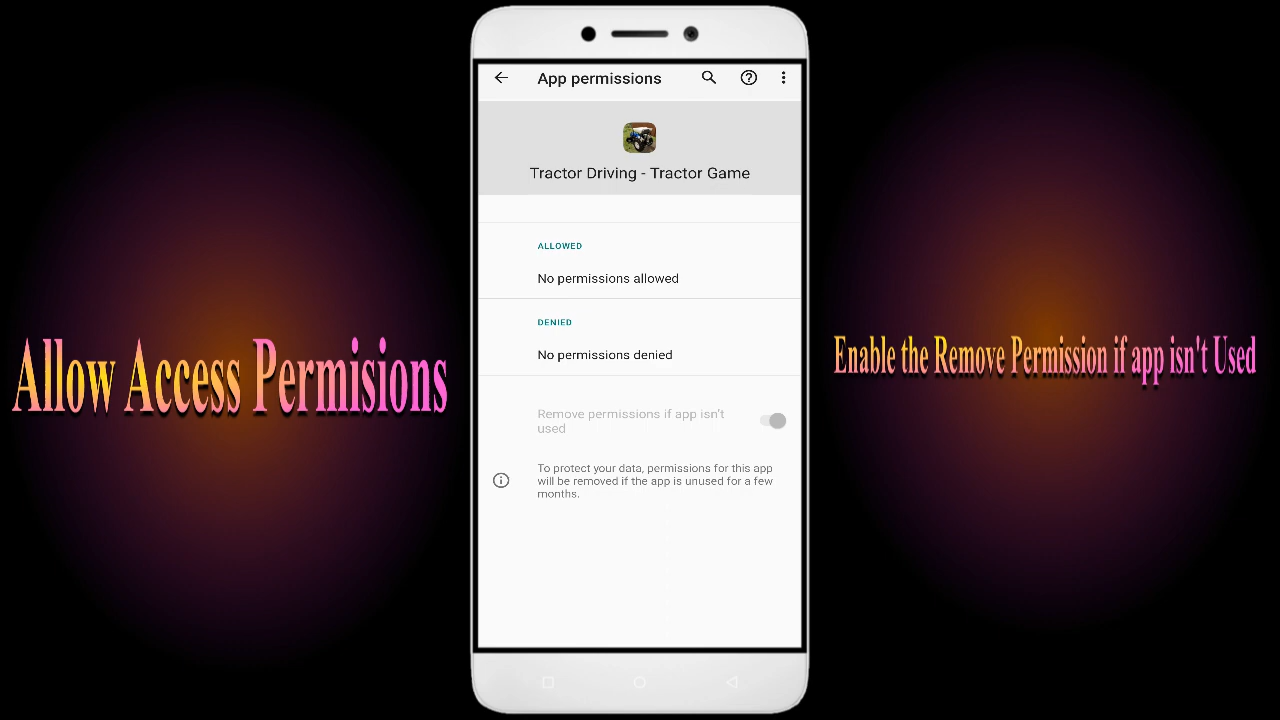 App permissions
Tractor Driving - Tractor Game
ALLOWED
No permissions allowed
DENIED
No permissions denied
Remove permissions if app isn't
used
To protect your data, permissions for this app
will be removed if the app is unused for a few
months.
Allow Access Permisions
Enable the Remove Permission if app isn't Used